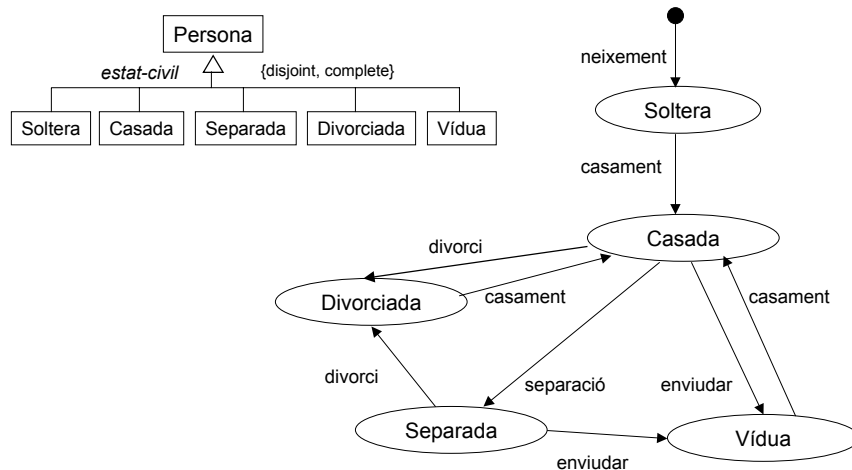 Persona
estat-civil {disjoint, complete}
Soltera Casada Separada Divorciada Vídua
neixement
Soltera
casament
Casada
divorci
casament
Divorciada
casament
divorci
separació
enviudar
Separada
Vídua
enviudar